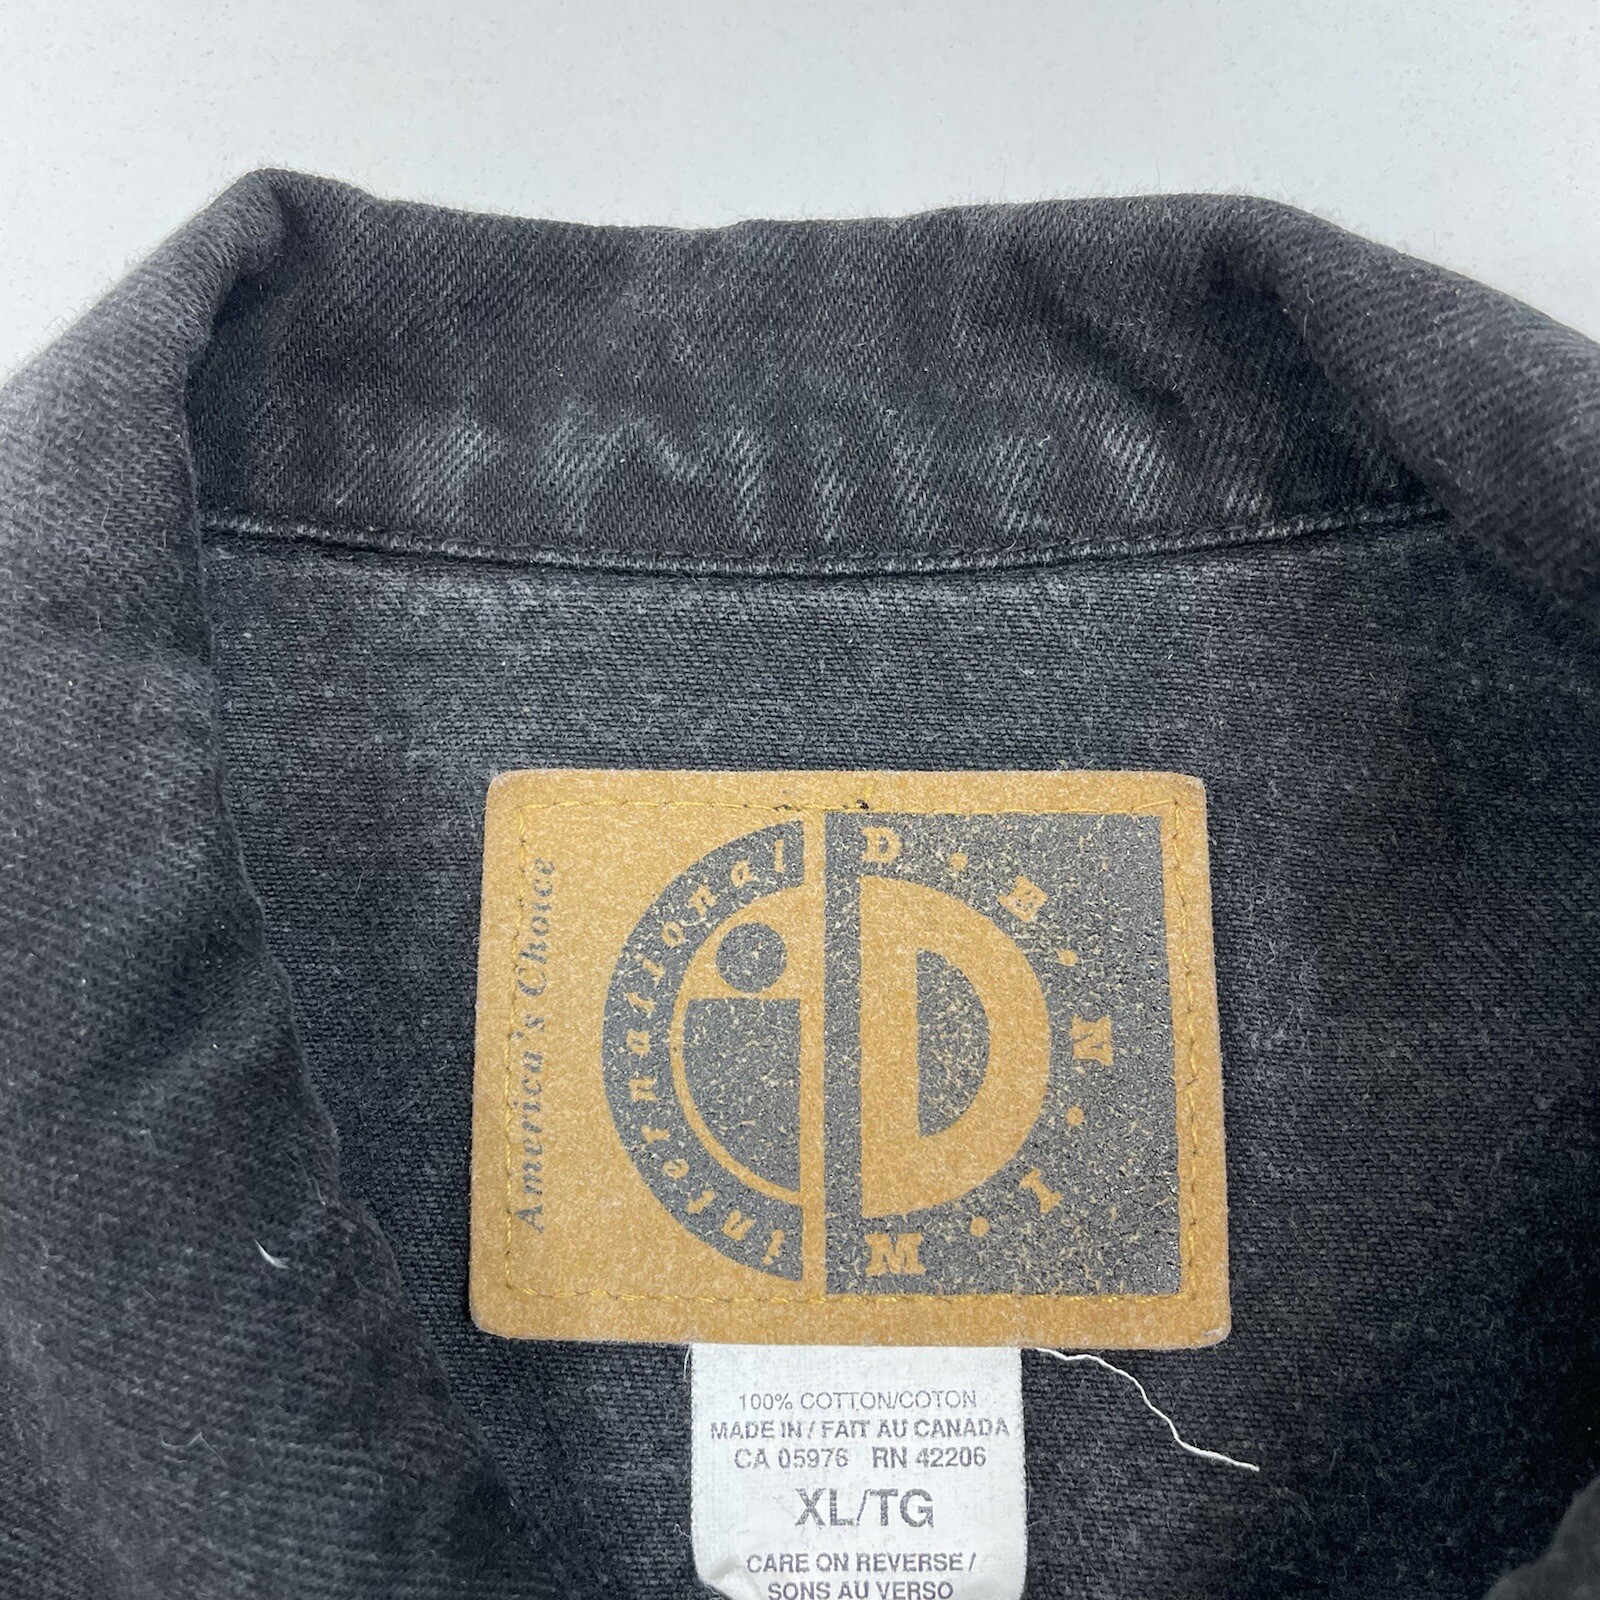 America's Choice
International
D.E.N.I.M
iD
100% COTTON/COTON
MADE IN / FAIT AU CANADA
CA 05976 RN 42206
XL/TG
CARE ON REVERSE /
SONS AU VERSO